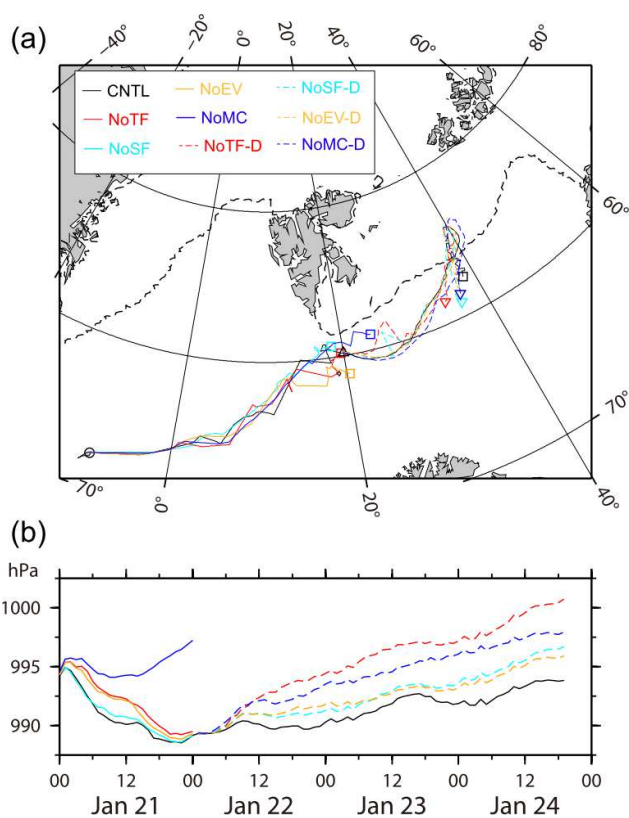 (a)
−40°
−20°
0°
20°
40°
60°
80°
CNTL NoEV NoSF-D
NoTF NoMC NoEV-D
NoSF NoTF-D NoMC-D
60°
70°
70°
0°
20°
40°
(b)
hPa
1000
995
990
00 12 00 12 00 12 00 12 00
Jan 21 Jan 22 Jan 23 Jan 24